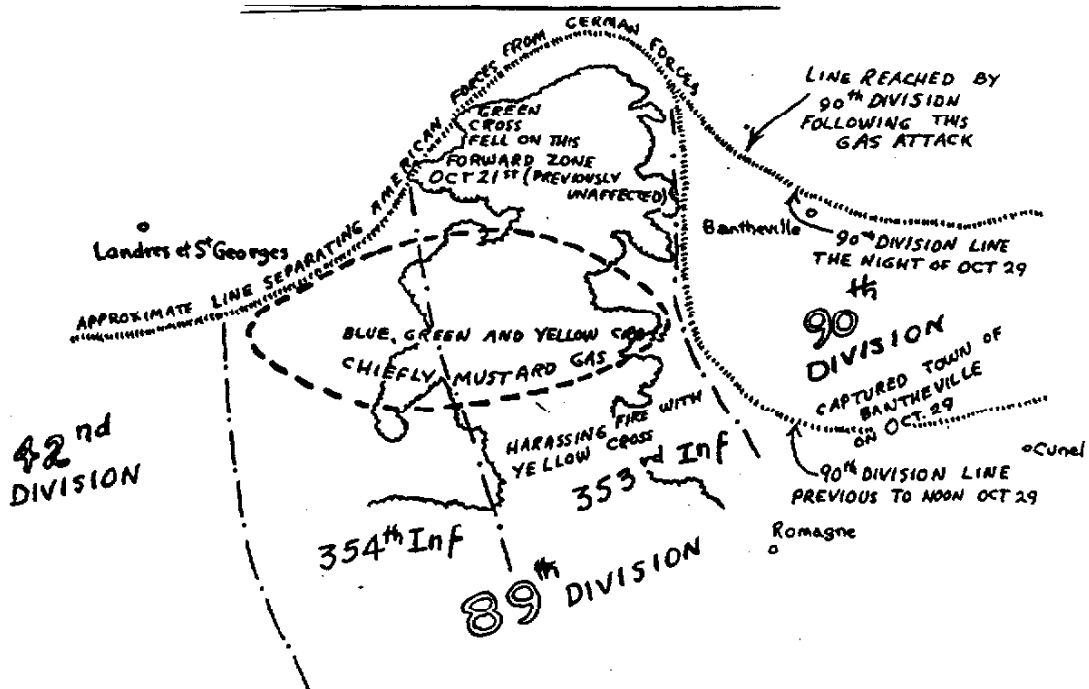 APPROXIMATE LINE SEPARATING AMERICAN FORCES FROM GERMAN FORCES
LINE REACHED BY
90th DIVISION
FOLLOWING THIS
GAS ATTACK
GREEN
CROSS
FELL ON THIS
FORWARD ZONE
OCT 21ST (PREVIOUSLY
UNAFFECTED)
Landres et St Georges
Bantheville
90th DIVISION LINE
THE NIGHT OF OCT 29
90th
DIVISION
BLUE, GREEN AND YELLOW CROSS
CHIEFLY MUSTARD GAS
CAPTURED TOWN OF
BANTHEVILLE
ON OCT. 29
42nd
DIVISION
HARASSING FIRE WITH
YELLOW CROSS
Cunel
90th DIVISION LINE
PREVIOUS TO NOON OCT 29
353rd Inf
354th Inf
Romagne
89th DIVISION